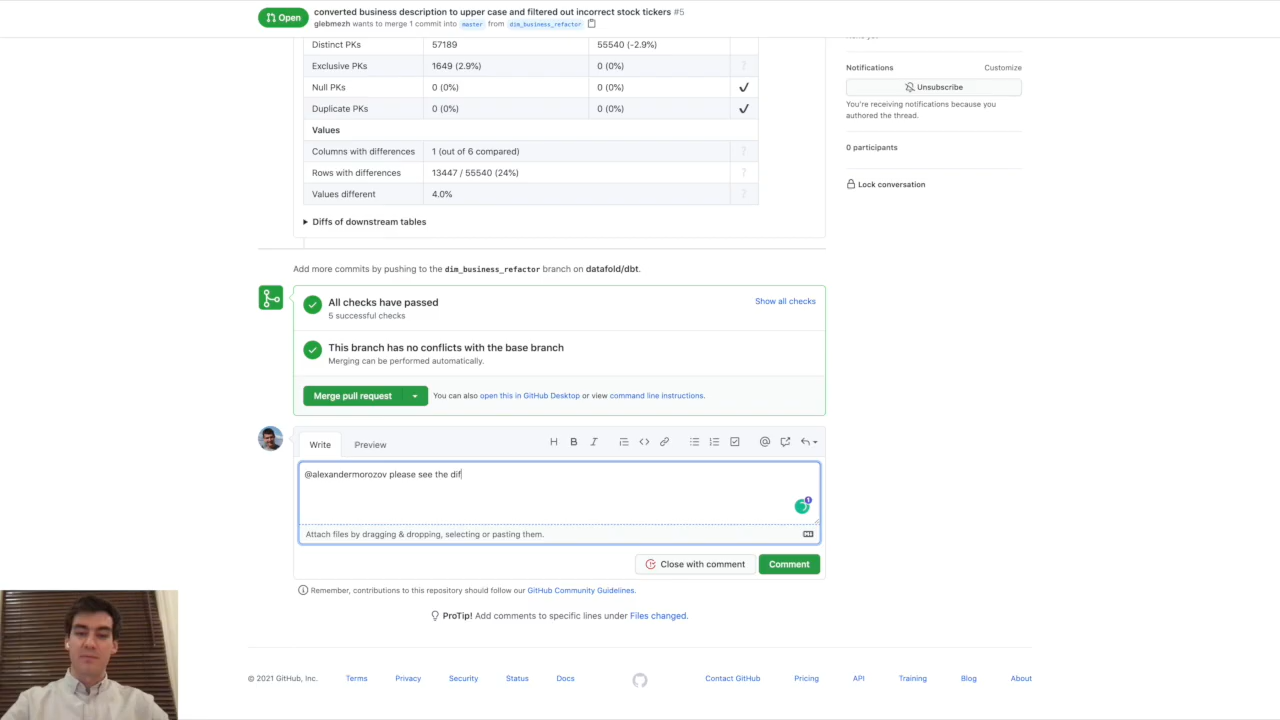 Open
converted business description to upper case and filtered out incorrect stock tickers #5
glebmezh wants to merge 1 commit into master from dim_business_refactor
Distinct PKs 57189 55540 (-2.9%)
Exclusive PKs 1649 (2.9%) 0 (0%) ?
Null PKs 0 (0%) 0 (0%) ✓
Duplicate PKs 0 (0%) 0 (0%) ✓
Values
Columns with differences 1 (out of 6 compared) ?
Rows with differences 13447 / 55540 (24%) ?
Values different 4.0% ?
Diffs of downstream tables
Notifications Customize
Unsubscribe
You're receiving notifications because you
authored the thread.
0 participants
Lock conversation
Add more commits by pushing to the dim_business_refactor branch on datafold/dbt.
All checks have passed Show all checks
5 successful checks
This branch has no conflicts with the base branch
Merging can be performed automatically.
Merge pull request You can also open this in GitHub Desktop or view command line instructions.
Write Preview H B I
@alexandermorozov please see the dif
1
Attach files by dragging & dropping, selecting or pasting them.
Close with comment Comment
Remember, contributions to this repository should follow our GitHub Community Guidelines.
ProTip! Add comments to specific lines under Files changed.
© 2021 GitHub, Inc. Terms Privacy Security Status Docs Contact GitHub Pricing API Training Blog About